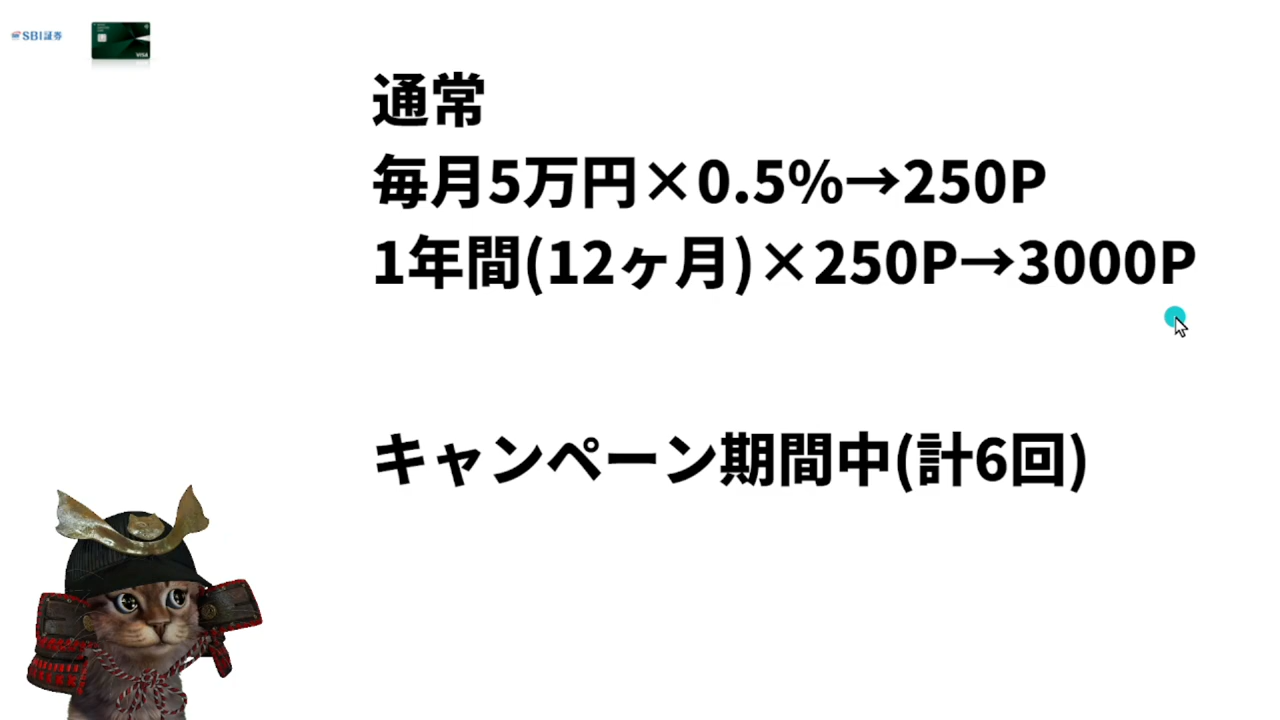 SBI証券
VISA
通常
毎月5万円×0.5%→250P
1年間(12ヶ月)×250P→3000P
キャンペーン期間中(計6回)